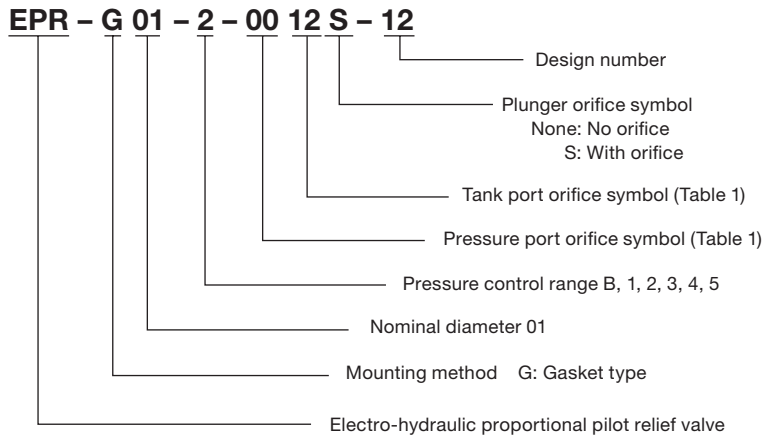 EPR – G 01 – 2 – 00 12 S – 12
Design number
Plunger orifice symbol
None: No orifice
S: With orifice
Tank port orifice symbol (Table 1)
Pressure port orifice symbol (Table 1)
Pressure control range B, 1, 2, 3, 4, 5
Nominal diameter 01
Mounting method G: Gasket type
Electro-hydraulic proportional pilot relief valve